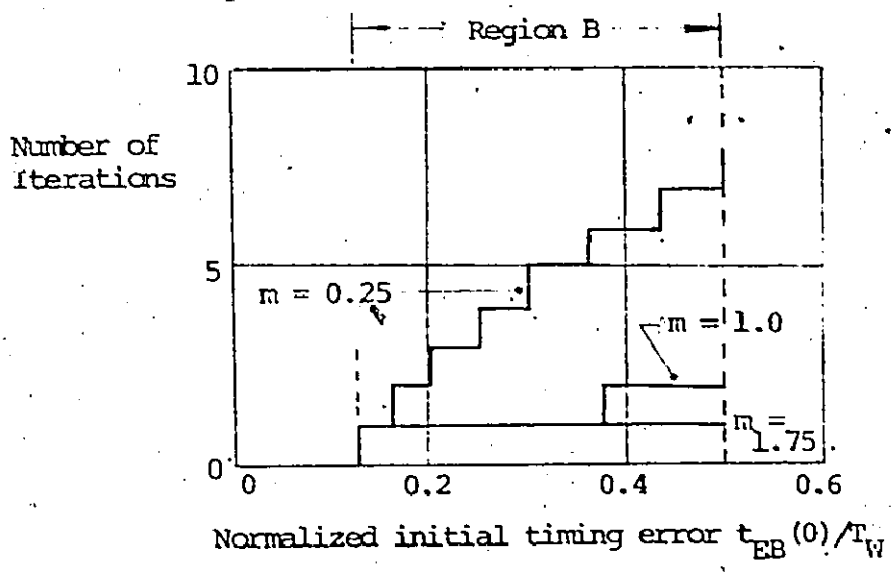 Region B
10
Number of
Iterations
5
m = 0.25
m = 1.0
m =
1.75
0
0 0.2 0.4 0.6
Normalized initial timing error t_EB(0)/T_W